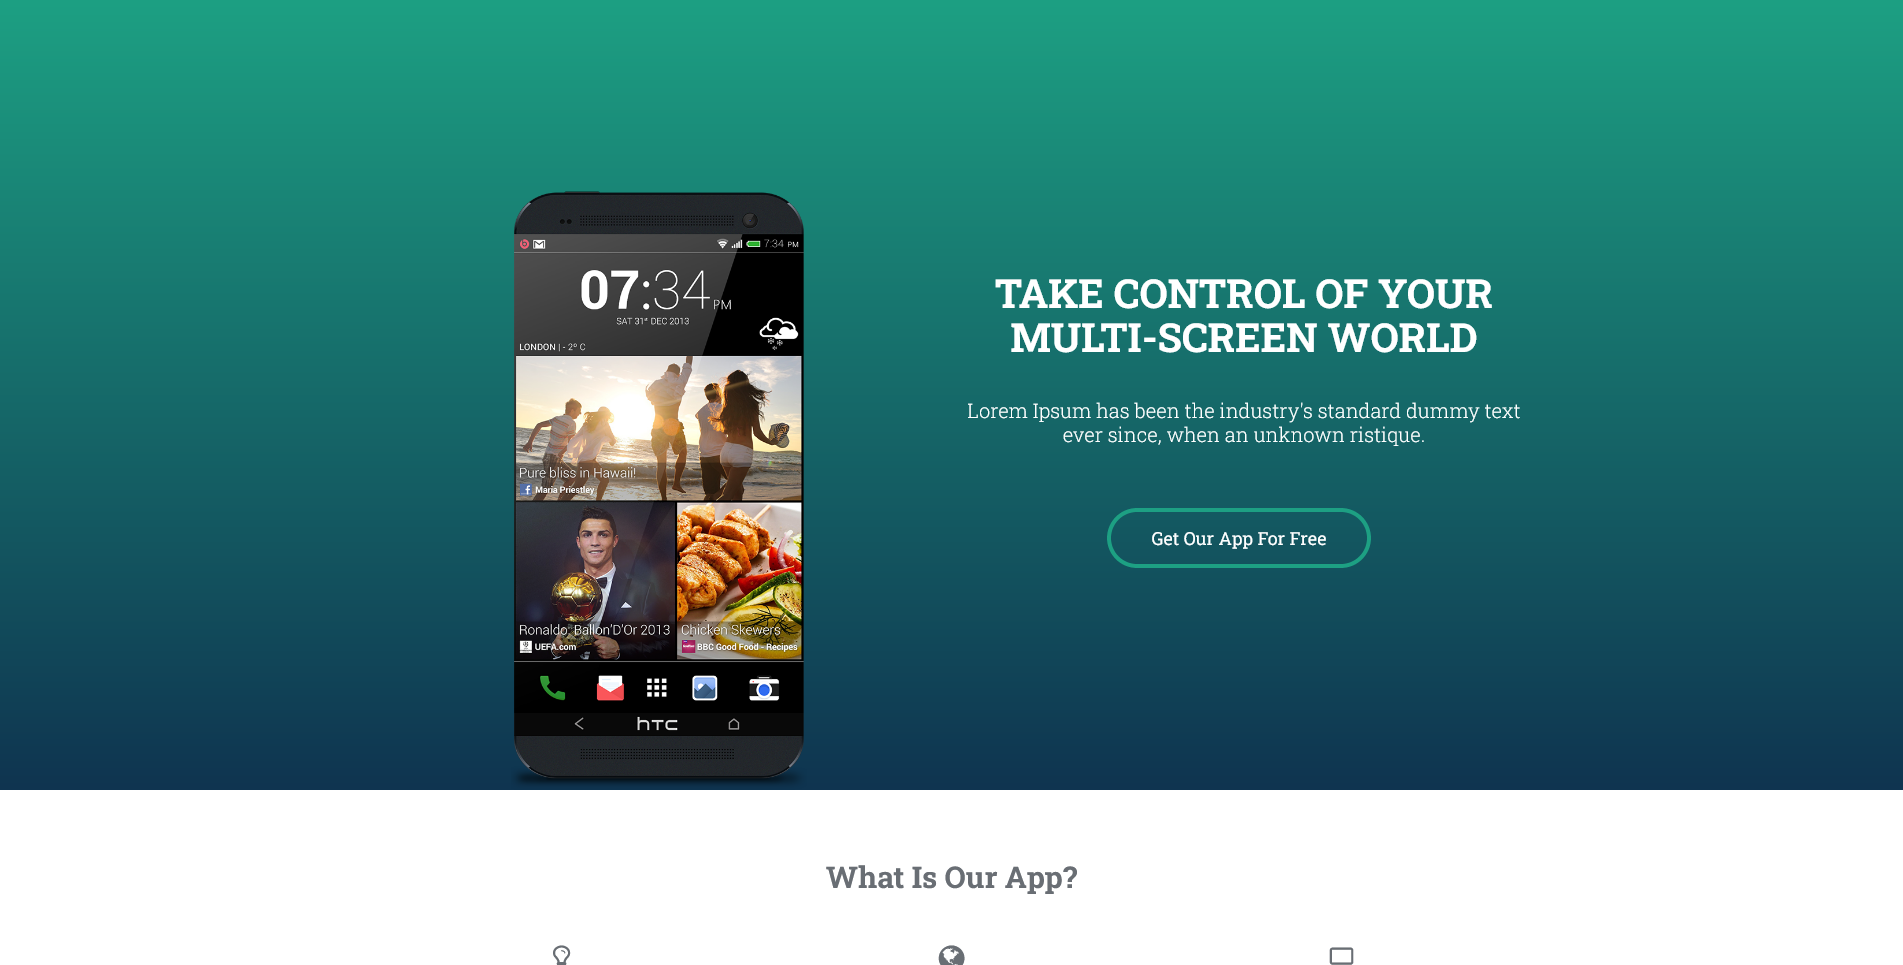 7:34 PM
07:34 PM
SAT 31st DEC 2013
LONDON | - 2º C
Pure bliss in Hawaii!
Maria Priestley
Ronaldo: Ballon'D'Or 2013
UEFA.com
Chicken Skewers
BBC Good Food - Recipes
hTC
TAKE CONTROL OF YOUR
MULTI-SCREEN WORLD
Lorem Ipsum has been the industry's standard dummy text
ever since, when an unknown ristique.
Get Our App For Free
What Is Our App?